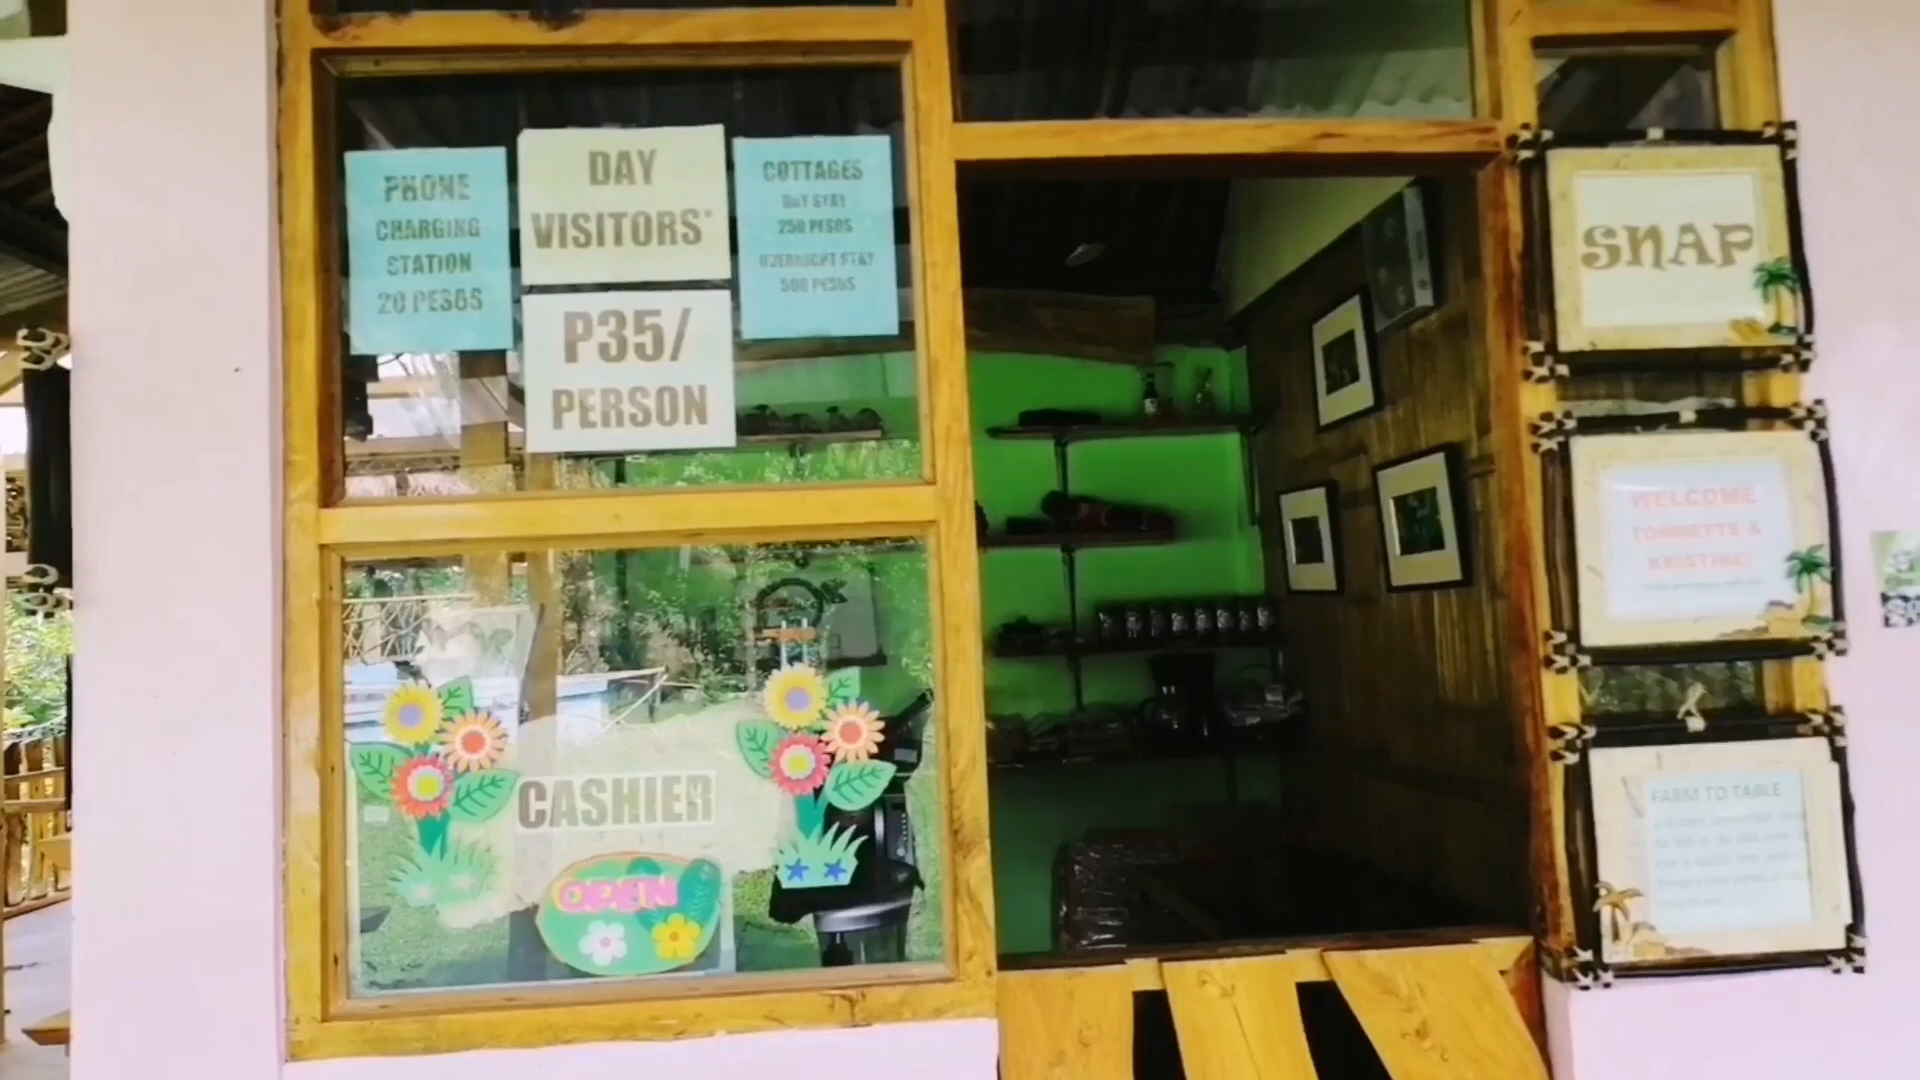 PHONE
CHARGING
STATION
20 PESOS
DAY
VISITORS*
P35/
PERSON
COTTAGES
DAY STAY
250 PESOS
OVERNIGHT STAY
500 PESOS
CASHIER
OPEN
SNAP
WELCOME
TONNETTE &
KRISTINE!
FARM TO TABLE